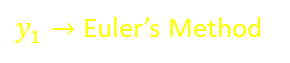 y₁ → Euler's Method